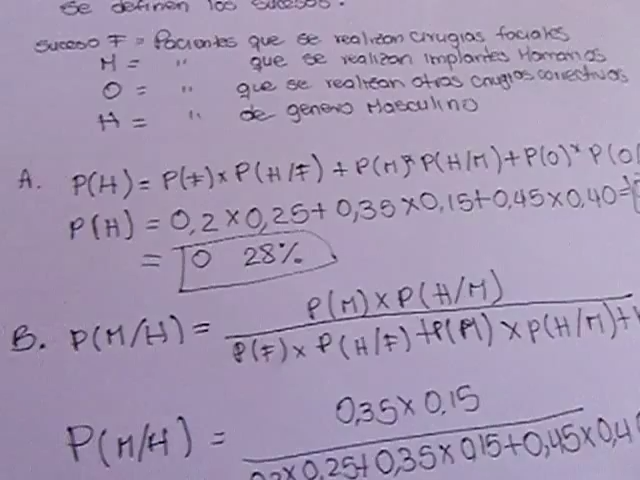 Se definen los sucesos:
Suceso F = Pacientes que se realizan cirugias faciales
M = " que se realizan implantes Mamarios
O = " que se realizan otras cirugias correctivas
H = " de genero Masculino
A. P(H) = P(F) x P(H/F) + P(M) x P(H/M) + P(O) x P(O
P(H) = 0,2 x 0,25 + 0,35 x 0,15 + 0,45 x 0,40 =
= 0 28%
B. P(M/H) = P(M) x P(H/M)
P(F) x P(H/F) + P(M) x P(H/M) +
P(M/H) = 0,35 x 0,15
0,2 x 0,25 + 0,35 x 0,15 + 0,45 x 0,4